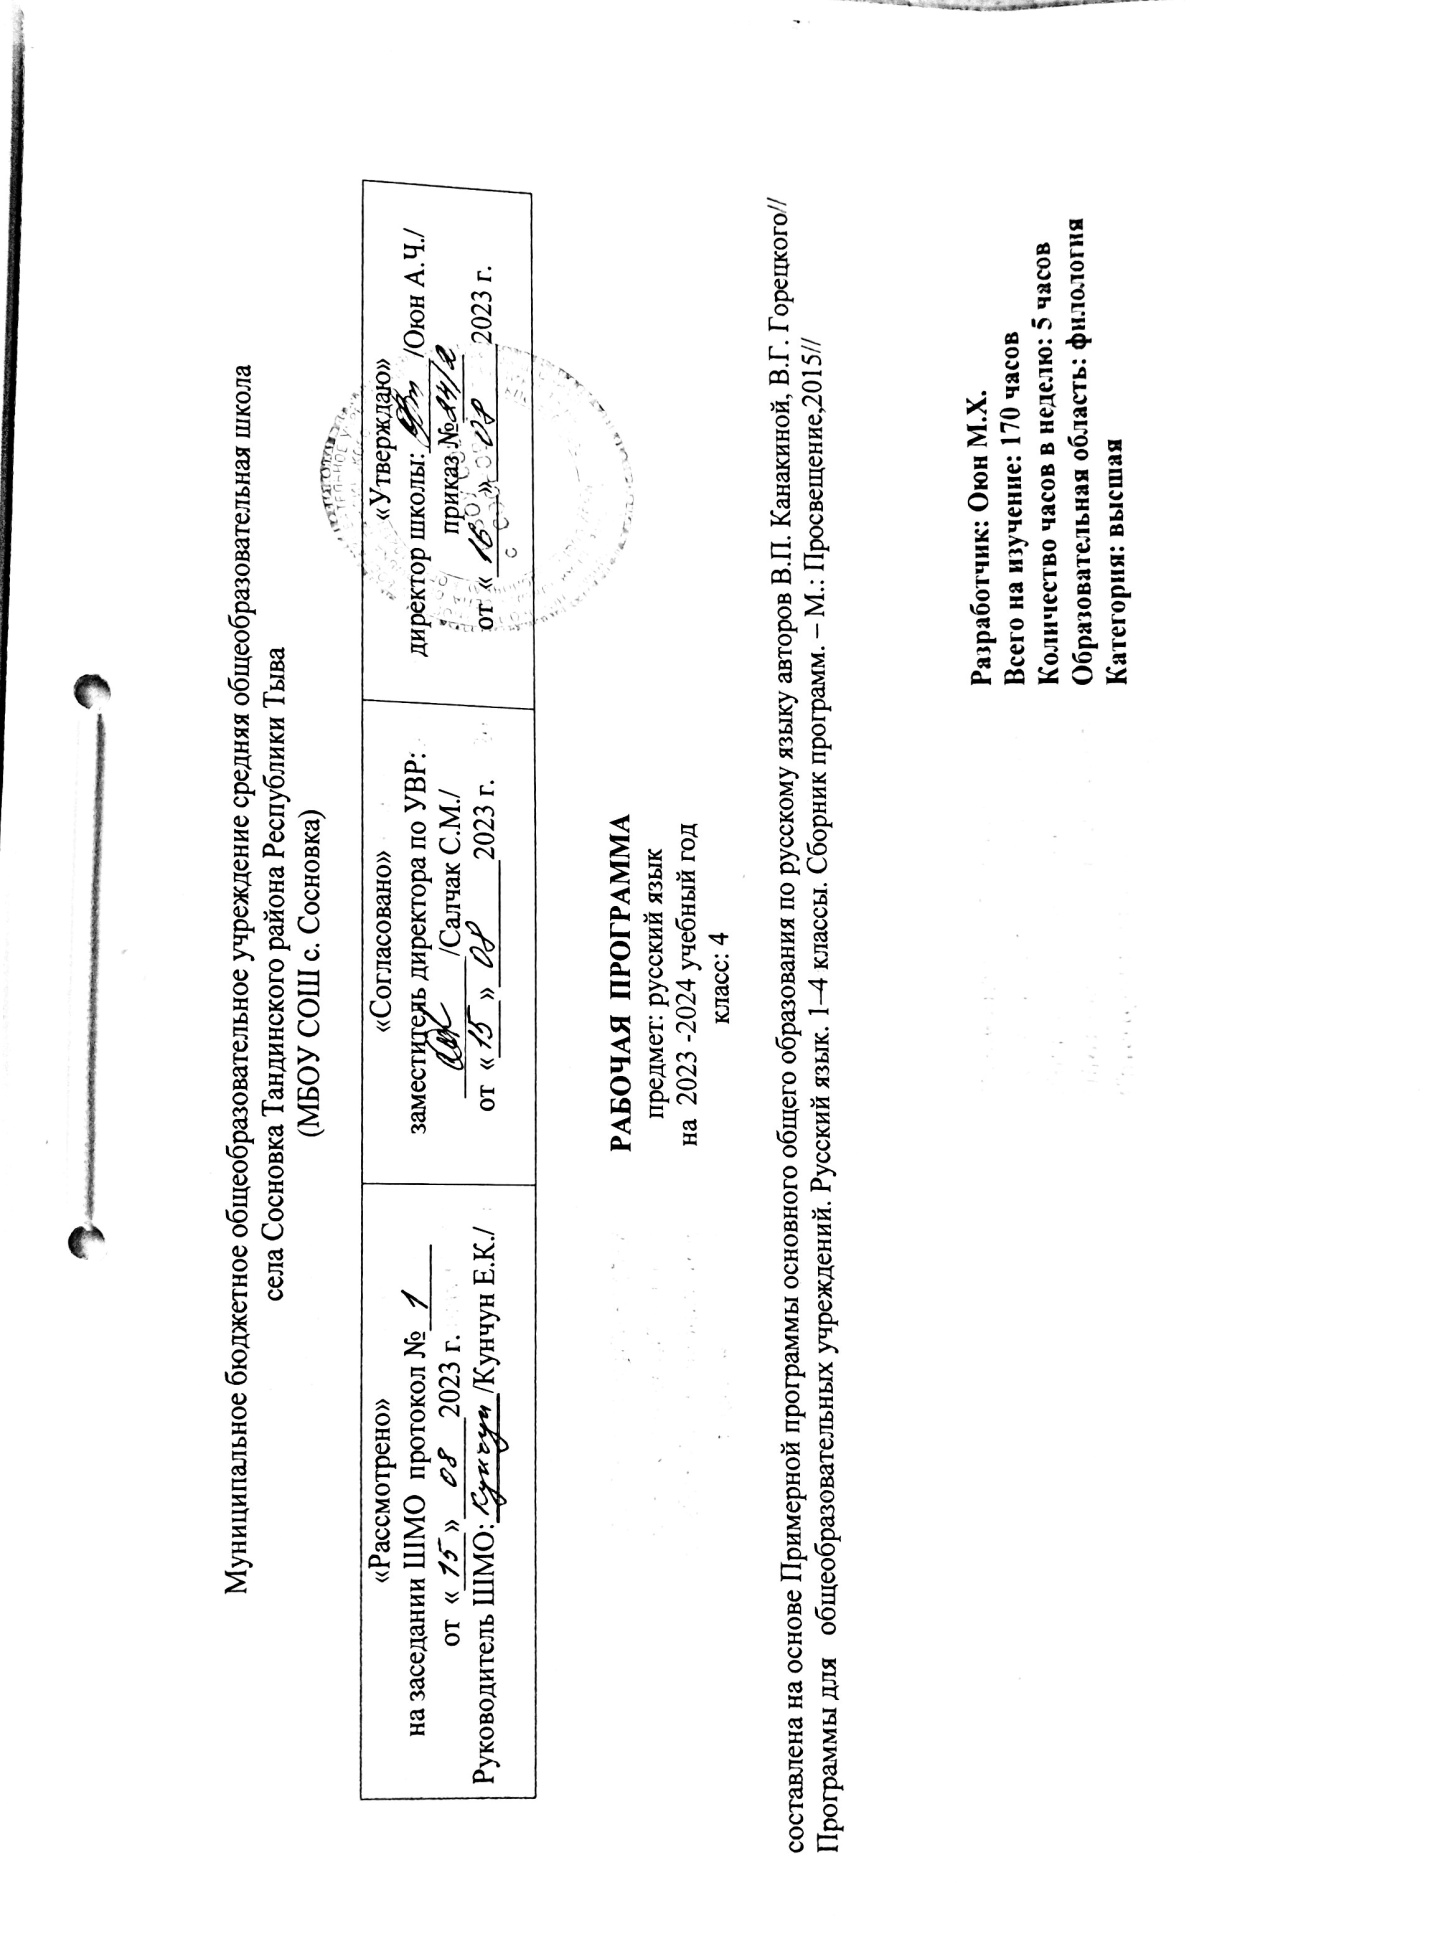 Муниципальное бюджетное общеобразовательное учреждение средняя общеобразовательная школа
села Сосновка Тандинского района Республики Тыва
(МБОУ СОШ с. Сосновка)
«Рассмотрено»
на заседании ШМО протокол № 1
от « 15 » 08 2023 г.
Руководитель ШМО: Кунчун /Кунчун Е.К./
«Согласовано»
заместитель директора по УВР:
/Салчак С.М./
от « 15 » 08 2023 г.
«Утверждаю»
директор школы: /Ооюн А.Ч./
приказ №
от « 16 » 08 2023 г.
РАБОЧАЯ ПРОГРАММА
предмет: русский язык
на 2023 -2024 учебный год
класс: 4
составлена на основе Примерной программы основного общего образования по русскому языку авторов В.П. Канакиной, В.Г. Горецкого//
Программы для общеобразовательных учреждений. Русский язык. 1–4 классы. Сборник программ. – М.: Просвещение,2015//
Разработчик: Оюн М.Х.
Всего на изучение: 170 часов
Количество часов в неделю: 5 часов
Образовательная область: филология
Категория: высшая